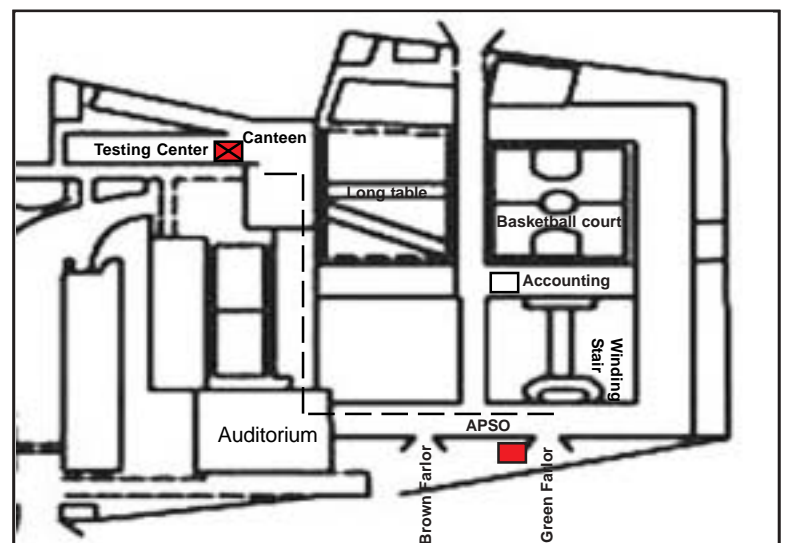 Canteen
Testing Center
Long table
Basketball court
Accounting
Winding
Stair
APSO
Auditorium
Brown Farlor
Green Farlor